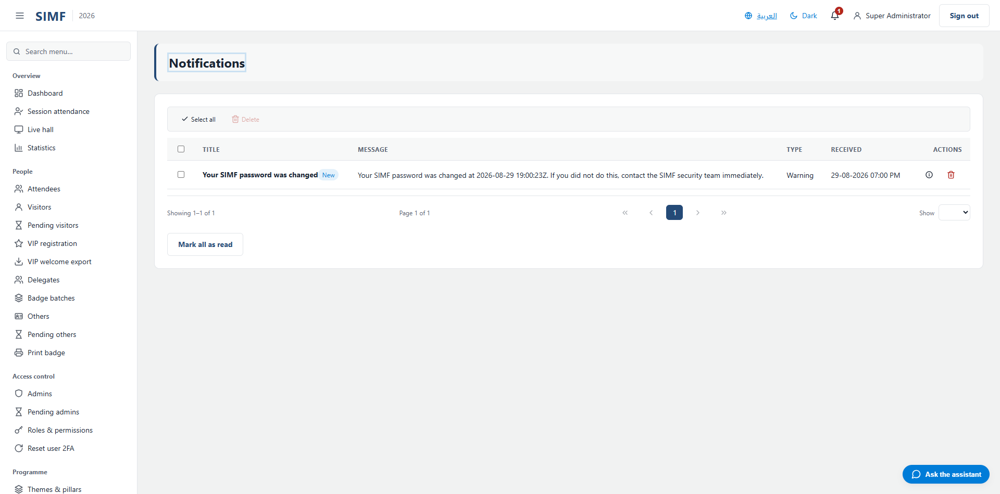 SIMF 2026
العربية
Dark
1
Super Administrator
Sign out
Search menu...
Overview
Dashboard
Session attendance
Live hall
Statistics
People
Attendees
Visitors
Pending visitors
VIP registration
VIP welcome export
Delegates
Badge batches
Others
Pending others
Print badge
Access control
Admins
Pending admins
Roles & permissions
Reset user 2FA
Programme
Themes & pillars
Notifications
Select all Delete
TITLE MESSAGE TYPE RECEIVED ACTIONS
Your SIMF password was changed New Your SIMF password was changed at 2026-08-29 19:00:23Z. If you did not do this, contact the SIMF security team immediately. Warning 29-08-2026 07:00 PM
Showing 1–1 of 1 Page 1 of 1 « ‹ 1 › » Show
Mark all as read
Ask the assistant